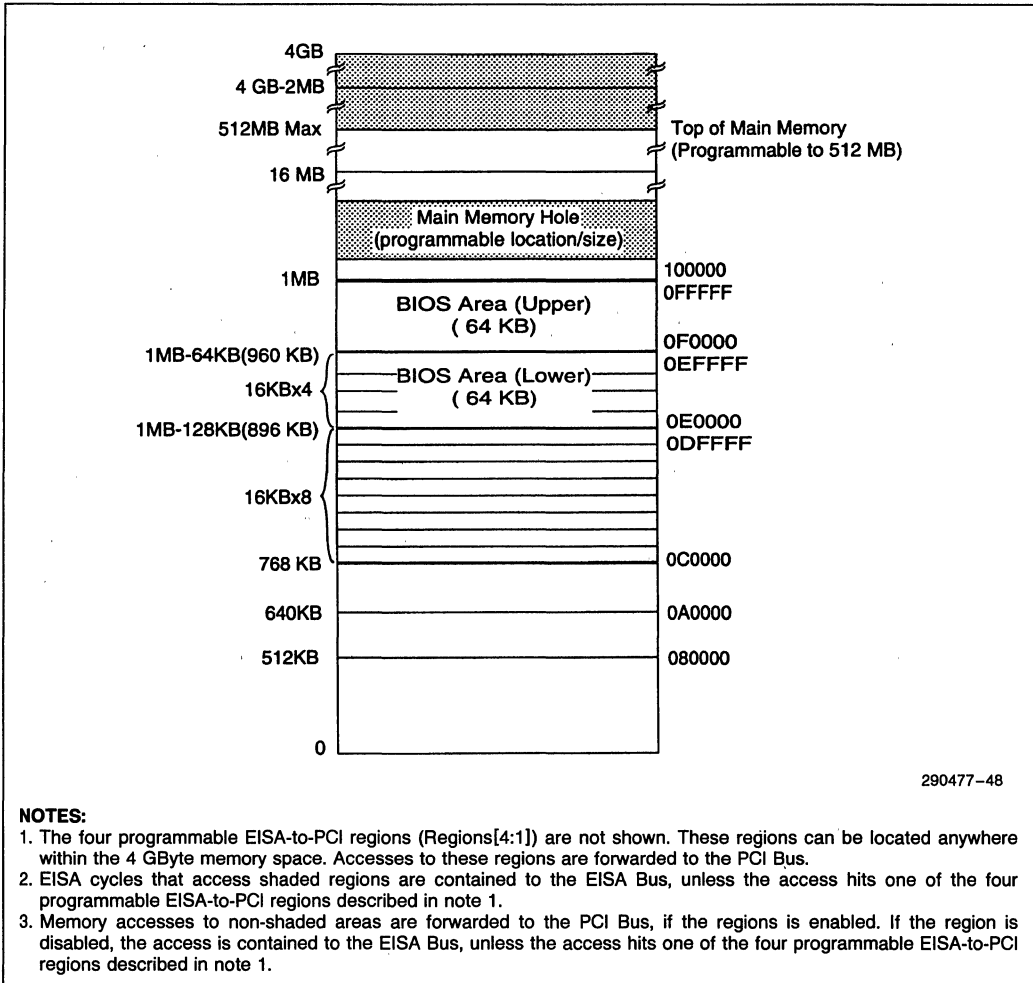 4GB
4 GB-2MB
512MB Max
Top of Main Memory
(Programmable to 512 MB)
16 MB
Main Memory Hole
(programmable location/size)
1MB
100000
0FFFFF
BIOS Area (Upper)
( 64 KB)
1MB-64KB(960 KB)
0F0000
0EFFFF
16KBx4
BIOS Area (Lower)
( 64 KB)
1MB-128KB(896 KB)
0E0000
0DFFFF
16KBx8
768 KB
0C0000
640KB
0A0000
512KB
080000
0
290477-48
NOTES:
1. The four programmable EISA-to-PCI regions (Regions[4:1]) are not shown. These regions can be located anywhere
within the 4 GByte memory space. Accesses to these regions are forwarded to the PCI Bus.
2. EISA cycles that access shaded regions are contained to the EISA Bus, unless the access hits one of the four
programmable EISA-to-PCI regions described in note 1.
3. Memory accesses to non-shaded areas are forwarded to the PCI Bus, if the regions is enabled. If the region is
disabled, the access is contained to the EISA Bus, unless the access hits one of the four programmable EISA-to-PCI
regions described in note 1.